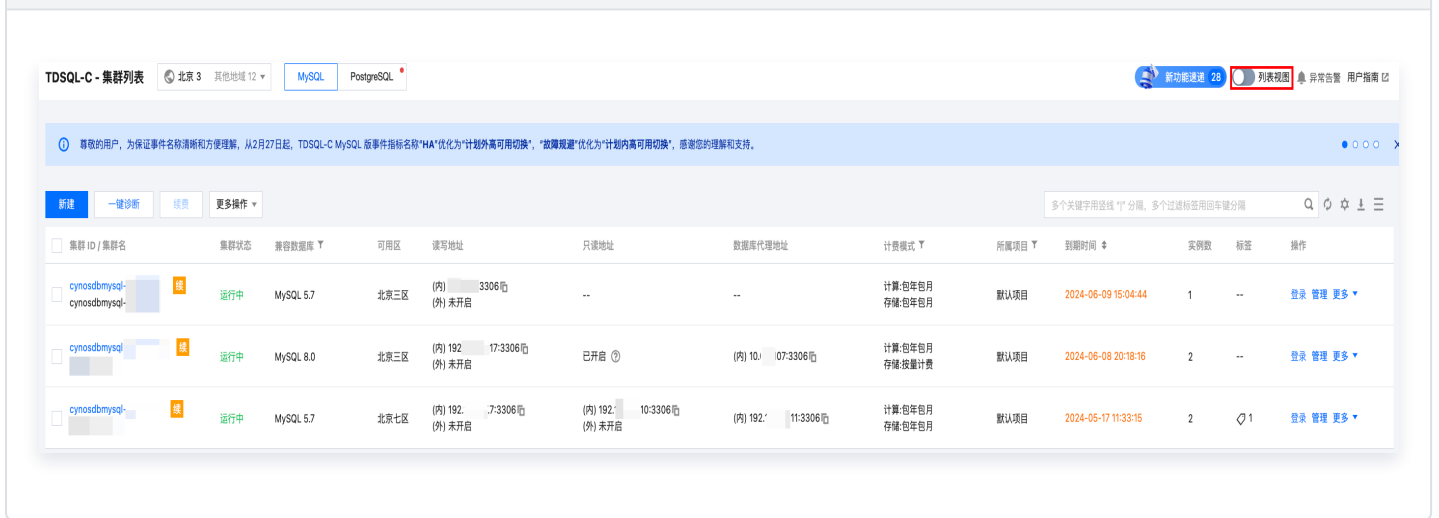 TDSQL-C - 集群列表 北京 3 其他地域 12 MySQL PostgreSQL 新功能速递 28 列表视图 异常告警 用户指南
尊敬的用户，为保证事件名称清晰和方便理解，从2月27日起，TDSQL-C MySQL 版事件指标名称"HA"优化为"计划外高可用切换"，"故障规避"优化为"计划内高可用切换"，感谢您的理解和支持。
新建 一键诊断 续费 更多操作 多个关键字用竖线 "|" 分隔，多个过滤标签用回车键分隔
集群 ID / 集群名 集群状态 兼容数据库 可用区 读写地址 只读地址 数据库代理地址 计费模式 所属项目 到期时间 实例数 标签 操作
cynosdbmysql- 续
cynosdbmysql-
运行中 MySQL 5.7 北京三区
(内) 3306
(外) 未开启
-- --
计算:包年包月
存储:包年包月
默认项目 2024-06-09 15:04:44 1 -- 登录 管理 更多
cynosdbmysql 续
运行中 MySQL 8.0 北京三区
(内) 192 17:3306
(外) 未开启
已开启 (内) 10. 07:3306
计算:包年包月
存储:按量计费
默认项目 2024-06-08 20:18:16 2 -- 登录 管理 更多
cynosdbmysql- 续
运行中 MySQL 5.7 北京七区
(内) 192. .7:3306
(外) 未开启
(内) 192. 10:3306
(外) 未开启
(内) 192. 11:3306
计算:包年包月
存储:包年包月
默认项目 2024-05-17 11:33:15 2 1 登录 管理 更多